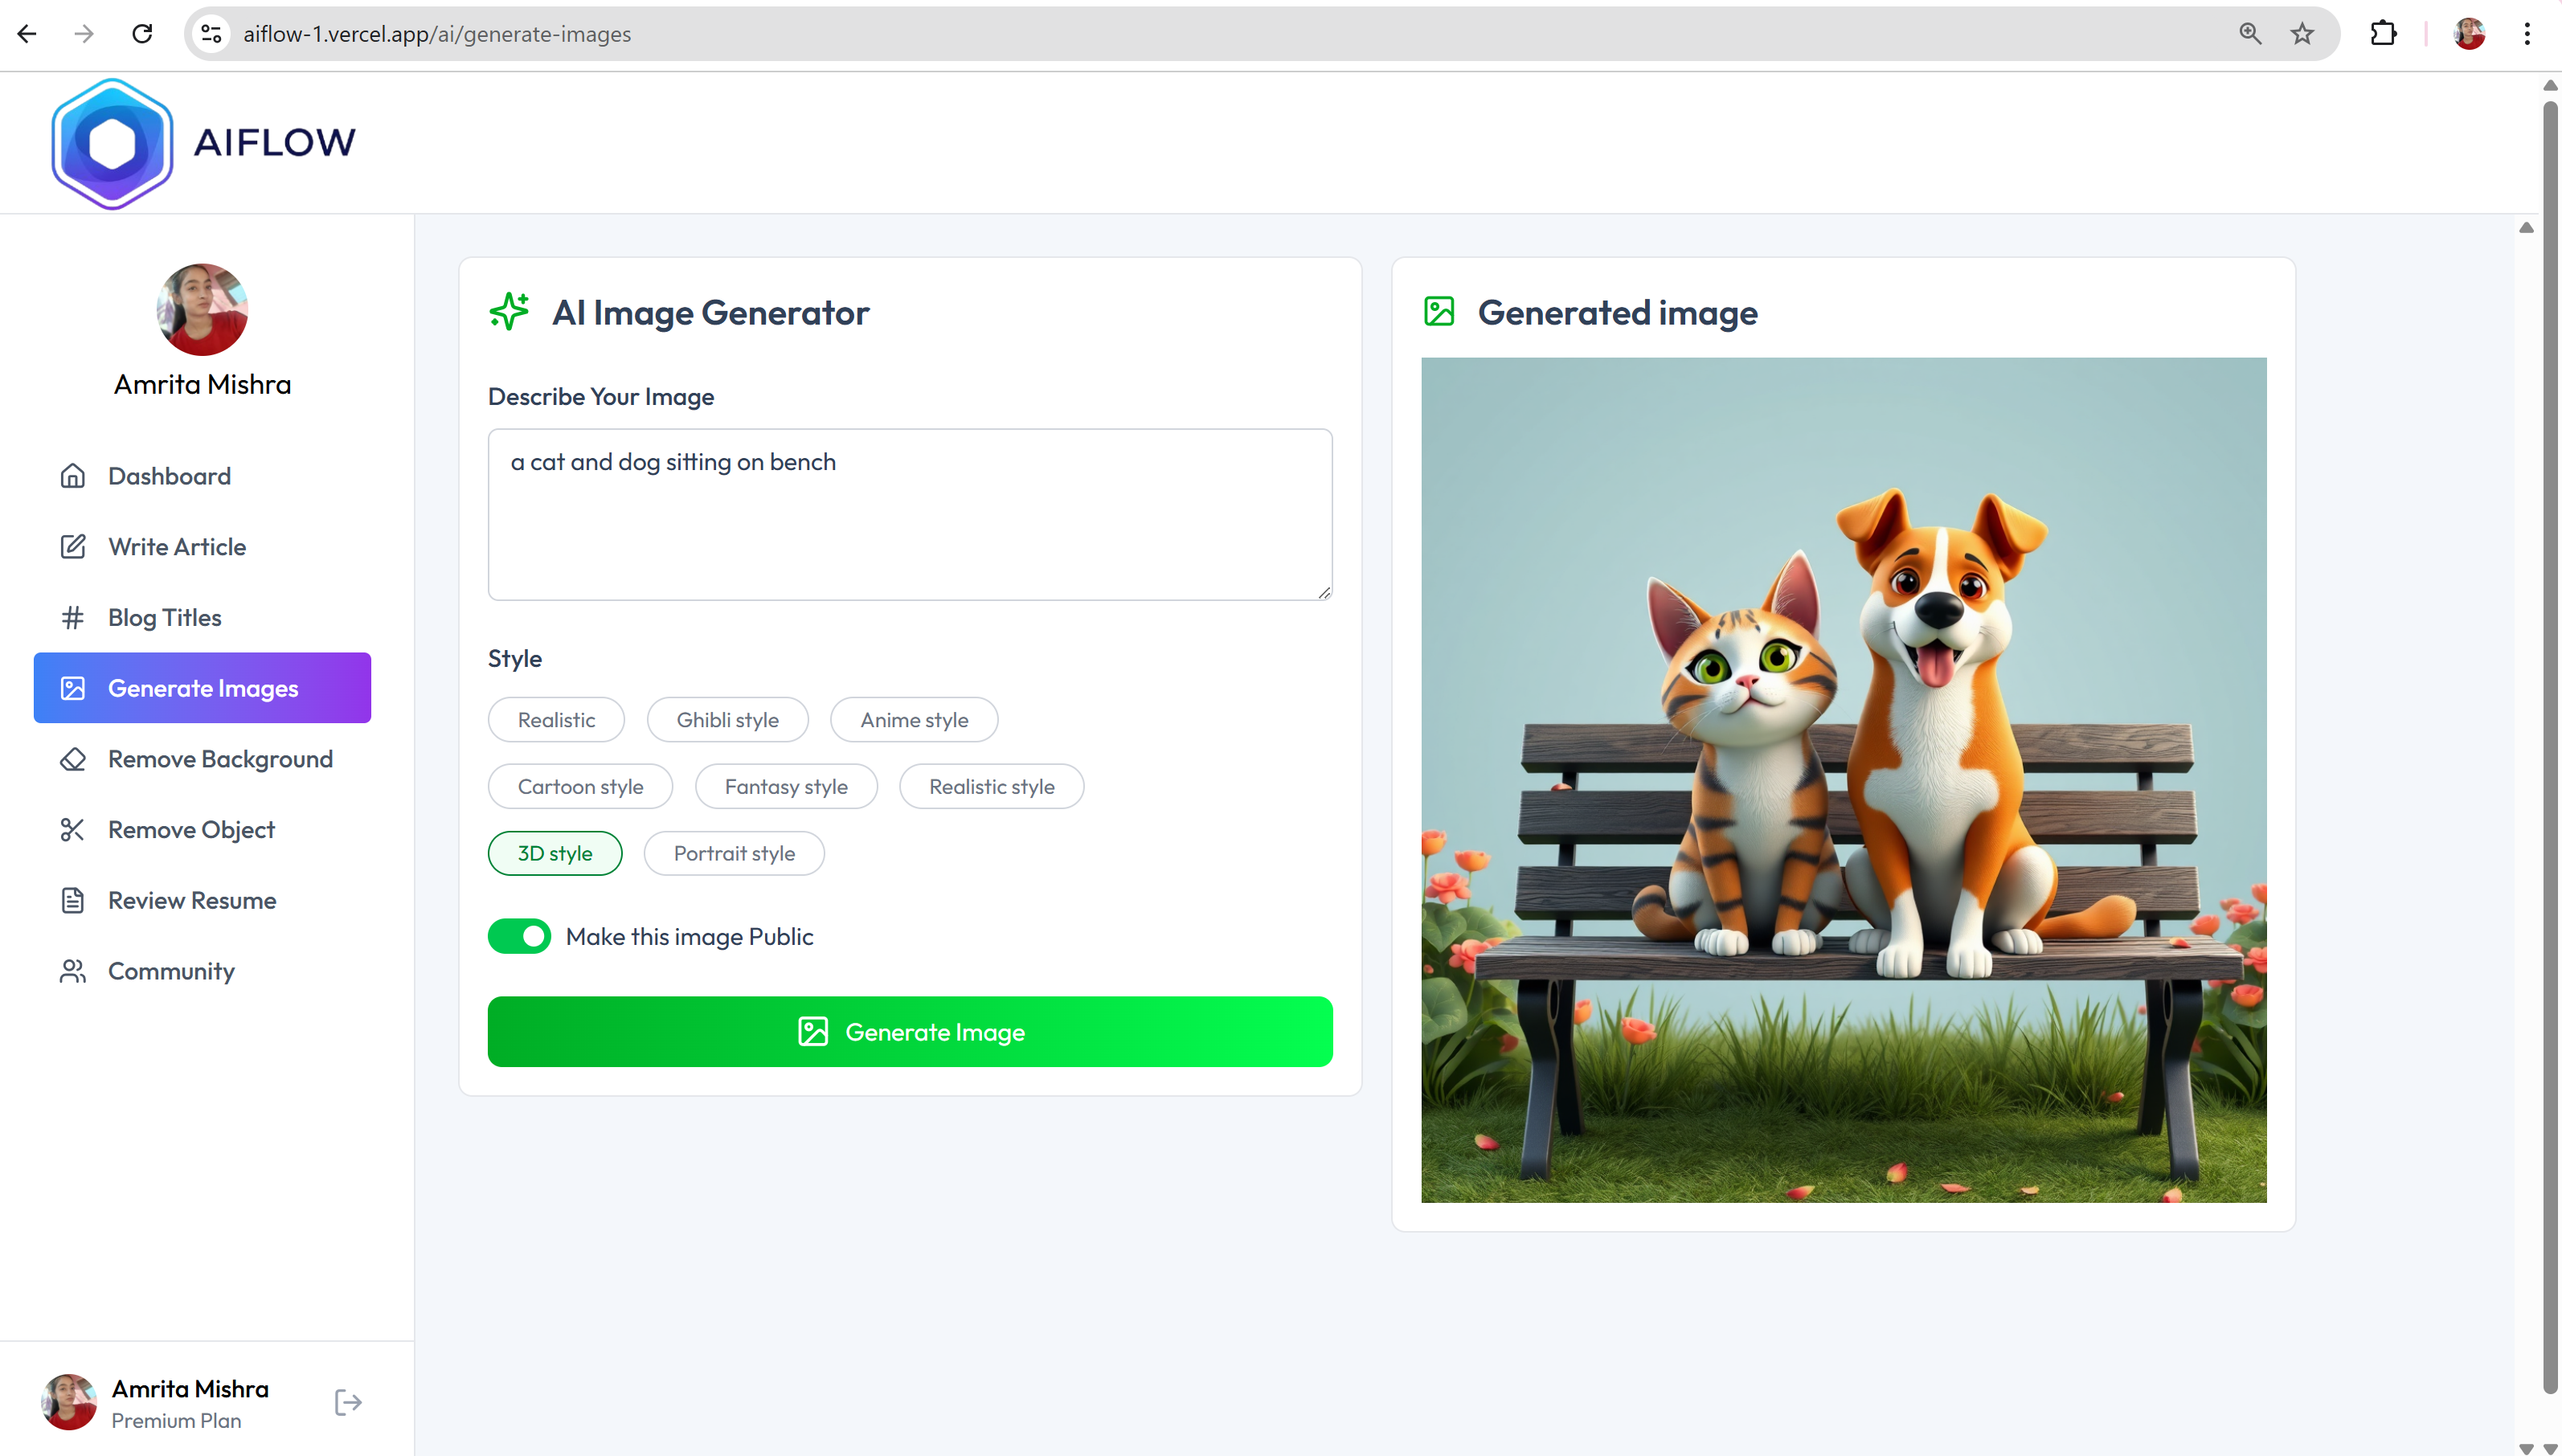 aiflow-1.vercel.app/ai/generate-images
AIFLOW
Amrita Mishra
Dashboard
Write Article
Blog Titles
Generate Images
Remove Background
Remove Object
Review Resume
Community
Amrita Mishra
Premium Plan
AI Image Generator
Describe Your Image
a cat and dog sitting on bench
Style
Realistic
Ghibli style
Anime style
Cartoon style
Fantasy style
Realistic style
3D style
Portrait style
Make this image Public
Generate Image
Generated image